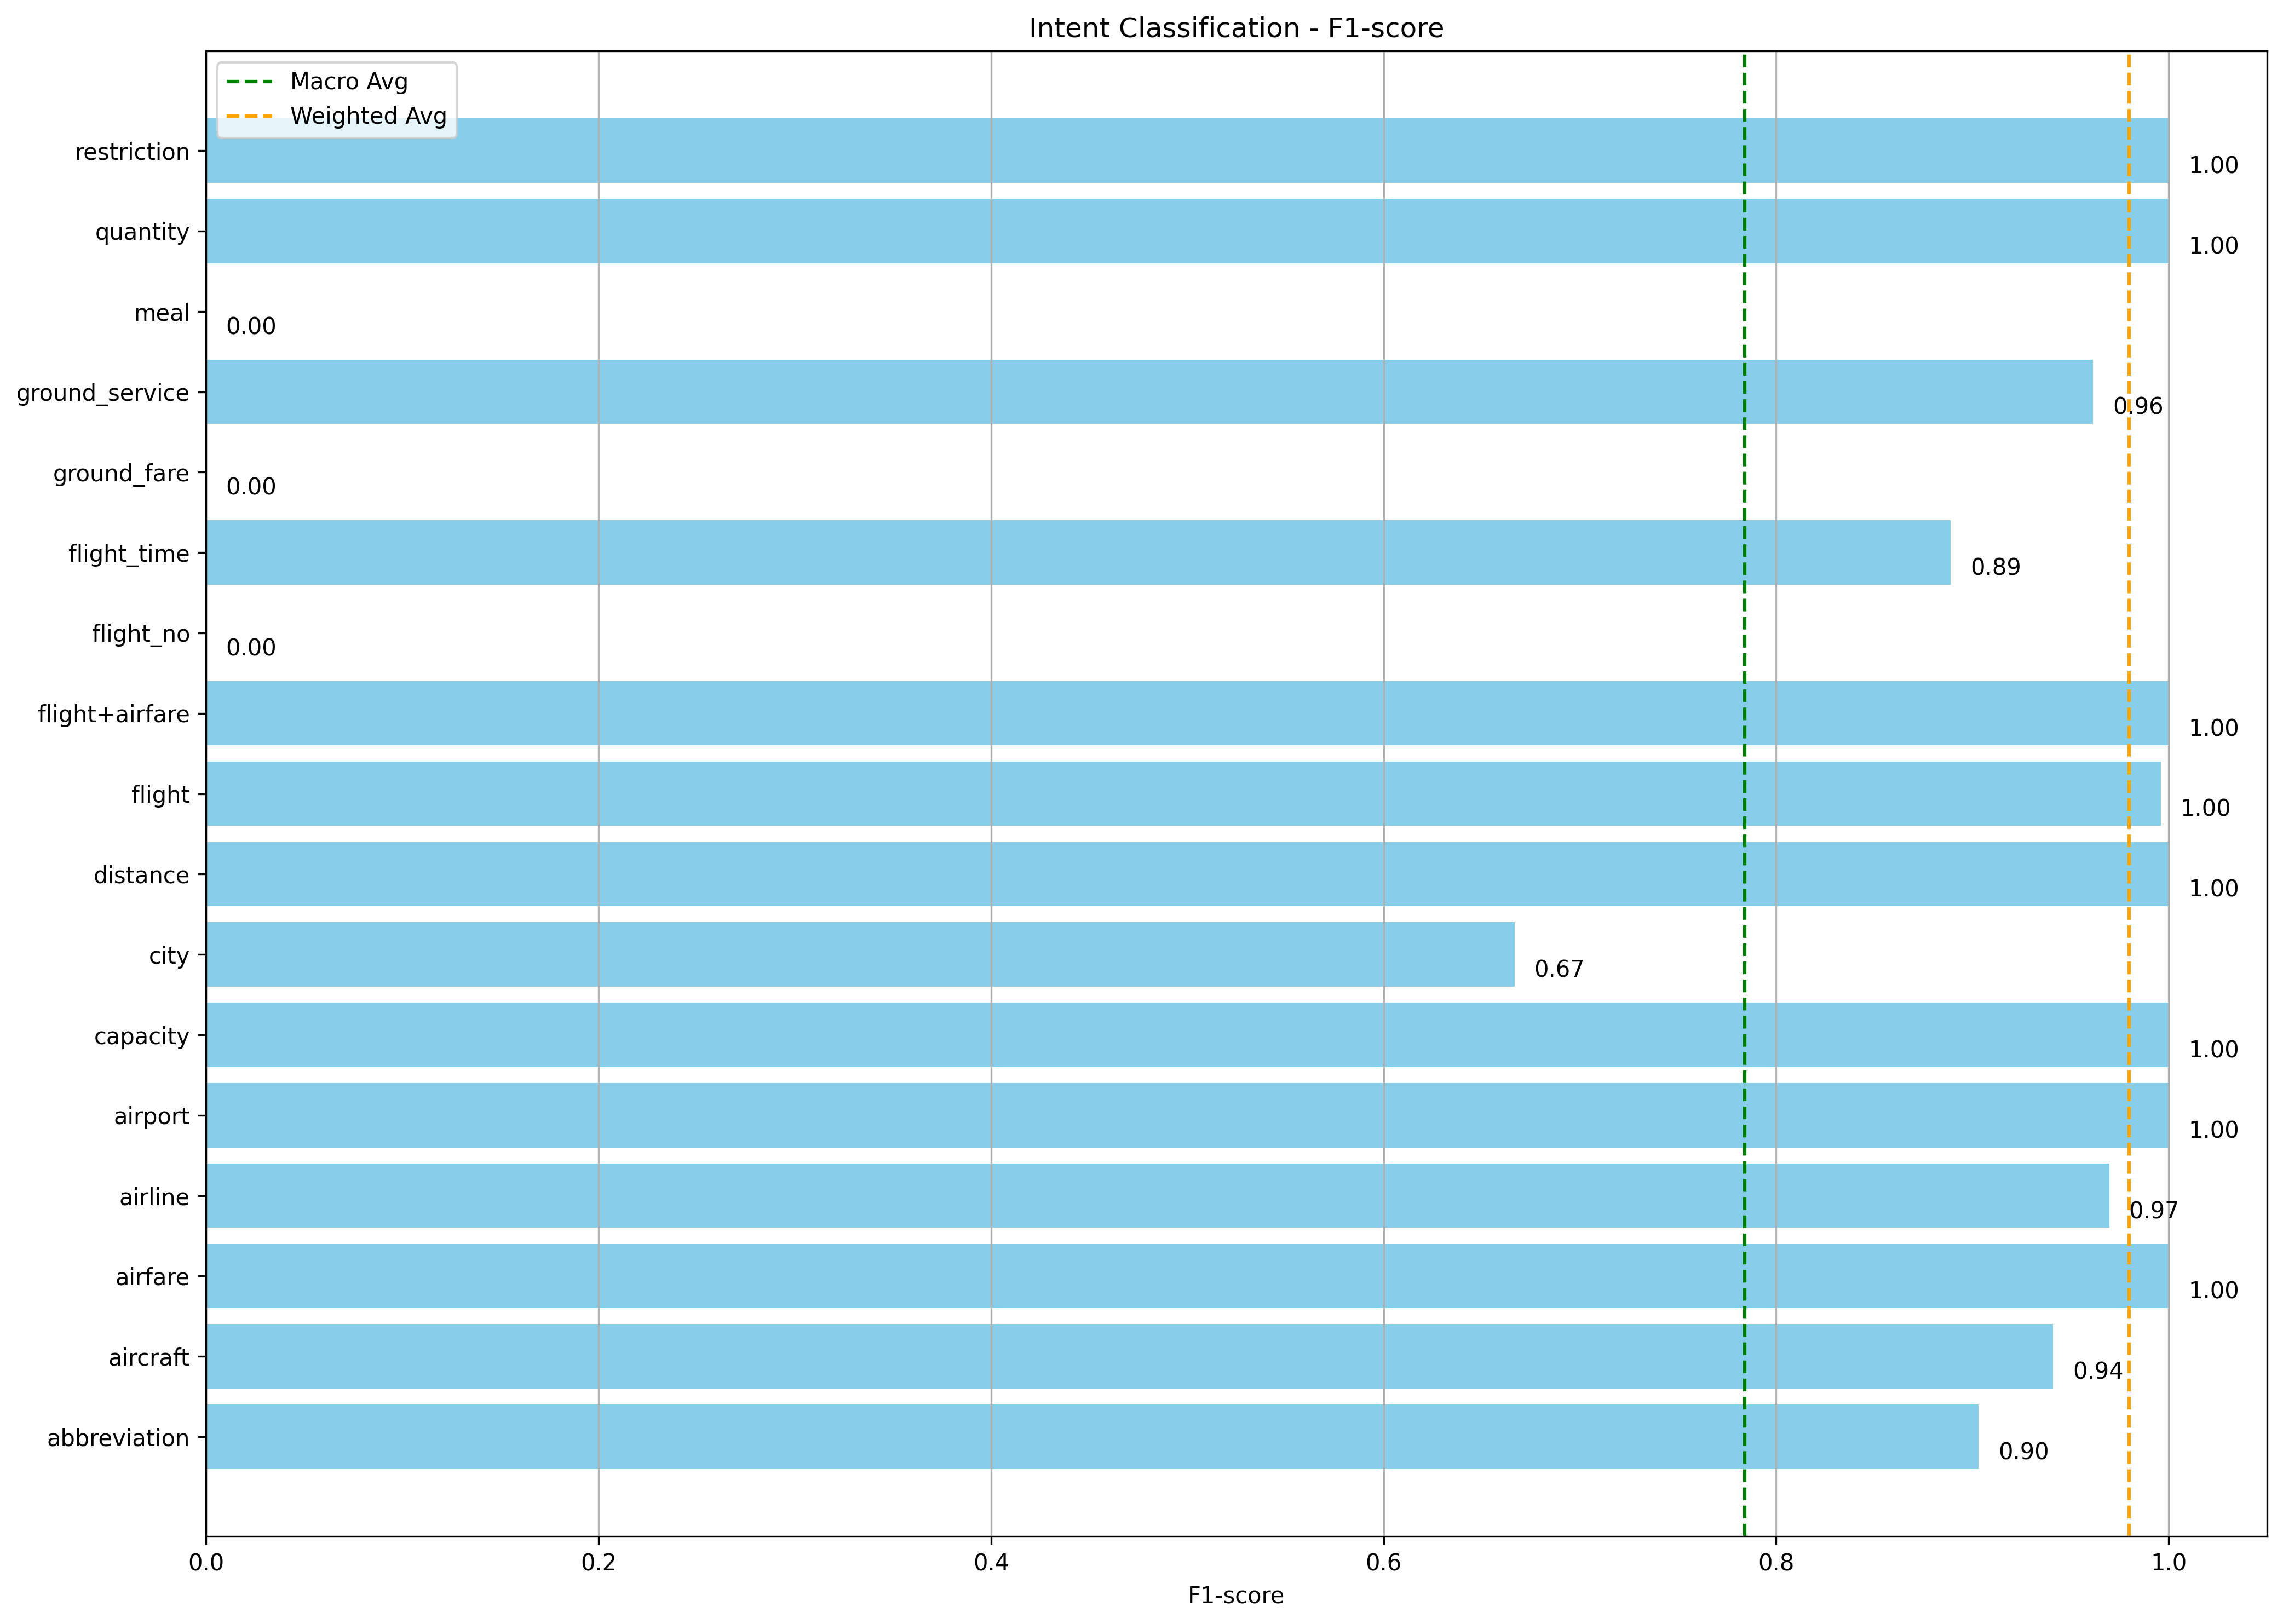 Intent Classification - F1-score
Macro Avg
Weighted Avg
restriction
1.00
quantity
1.00
meal
0.00
ground_service
0.96
ground_fare
0.00
flight_time
0.89
flight_no
0.00
flight+airfare
1.00
flight
1.00
distance
1.00
city
0.67
capacity
1.00
airport
1.00
airline
0.97
airfare
1.00
aircraft
0.94
abbreviation
0.90
0.0 0.2 0.4 0.6 0.8 1.0
F1-score